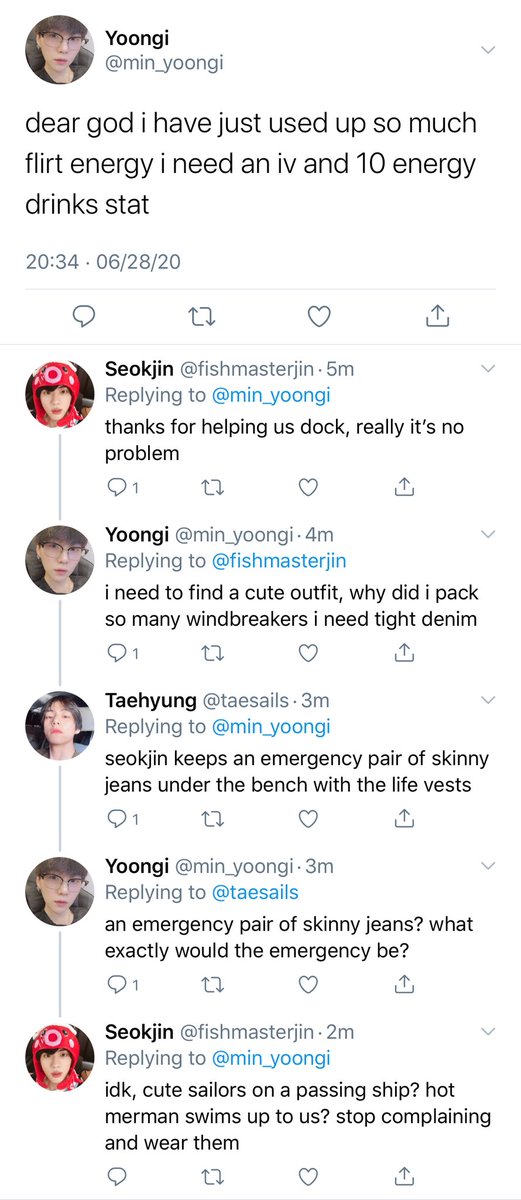 Yoongi
@min_yoongi
dear god i have just used up so much
flirt energy i need an iv and 10 energy
drinks stat
20:34 · 06/28/20
Seokjin @fishmasterjin · 5m
Replying to @min_yoongi
thanks for helping us dock, really it’s no
problem
1
Yoongi @min_yoongi · 4m
Replying to @fishmasterjin
i need to find a cute outfit, why did i pack
so many windbreakers i need tight denim
1
Taehyung @taesails · 3m
Replying to @min_yoongi
seokjin keeps an emergency pair of skinny
jeans under the bench with the life vests
1
Yoongi @min_yoongi · 3m
Replying to @taesails
an emergency pair of skinny jeans? what
exactly would the emergency be?
1
Seokjin @fishmasterjin · 2m
Replying to @min_yoongi
idk, cute sailors on a passing ship? hot
merman swims up to us? stop complaining
and wear them